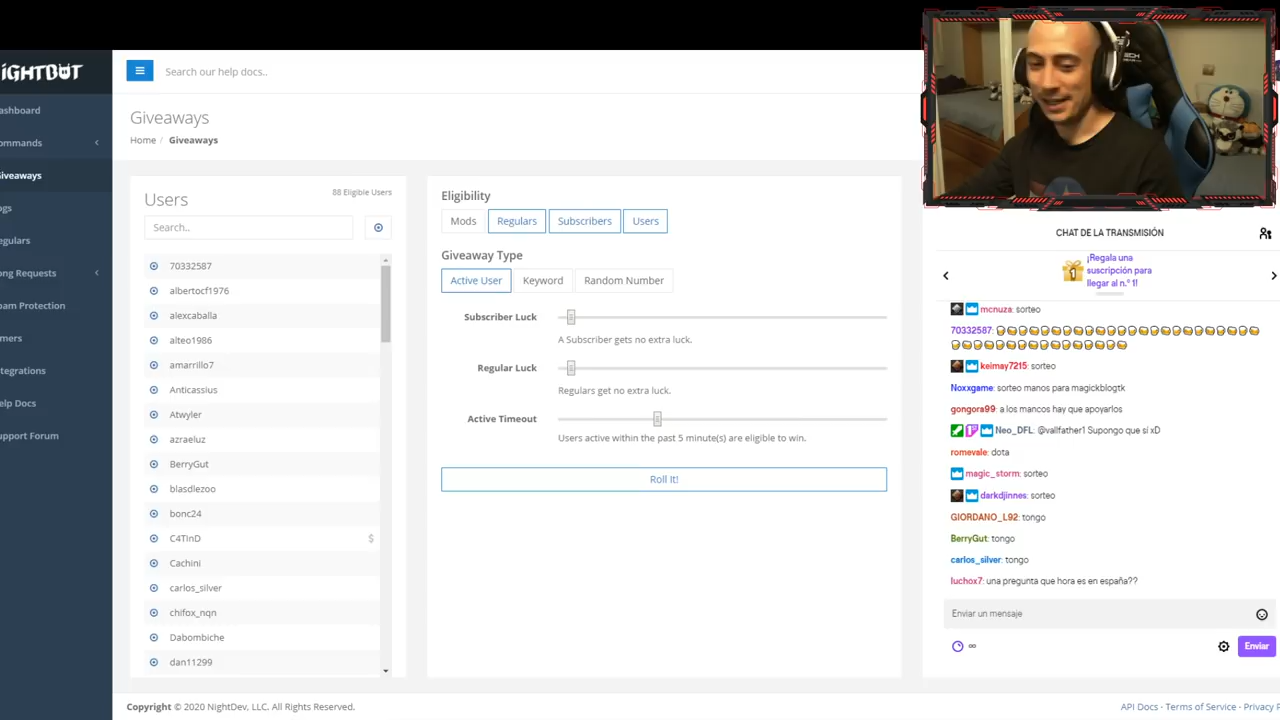 IGHTBOT
Search our help docs..
ashboard
ommands
iveaways
ogs
egulars
ong Requests
pam Protection
mers
ntegrations
elp Docs
upport Forum
Giveaways
Home / Giveaways
Users
88 Eligible Users
Search..
70332587
albertocf1976
alexcaballa
alteo1986
amarrillo7
Anticassius
Atwyler
azraeluz
BerryGut
blasdlezoo
bonc24
C4TinD $
Cachini
carlos_silver
chifox_nqn
Dabombiche
dan11299
Eligibility
Mods Regulars Subscribers Users
Giveaway Type
Active User Keyword Random Number
Subscriber Luck
A Subscriber gets no extra luck.
Regular Luck
Regulars get no extra luck.
Active Timeout
Users active within the past 5 minute(s) are eligible to win.
Roll It!
CHAT DE LA TRANSMISIÓN
1
¡Regala una
suscripción para
llegar al n.º 1!
mcnuza: sorteo
70332587:
keimay7215: sorteo
Noxxgame: sorteo manos para magickblogtk
gongora99: a los mancos hay que apoyarlos
Neo_DFL: @vallfather1 Supongo que sí xD
romevale: dota
magic_storm: sorteo
darkdjinnes: sorteo
GIORDANO_L92: tongo
BerryGut: tongo
carlos_silver: tongo
luchox7: una pregunta que hora es en españa??
Enviar un mensaje
∞
Enviar
Copyright © 2020 NightDev, LLC. All Rights Reserved.
API Docs · Terms of Service · Privacy P